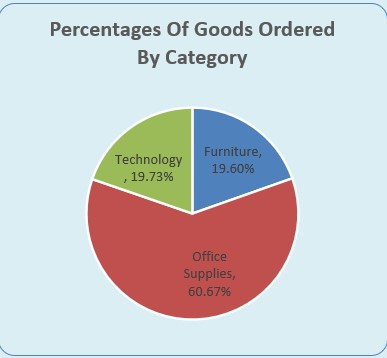 Percentages Of Goods Ordered
By Category
Technology
, 19.73%
Furniture,
19.60%
Office
Supplies,
60.67%